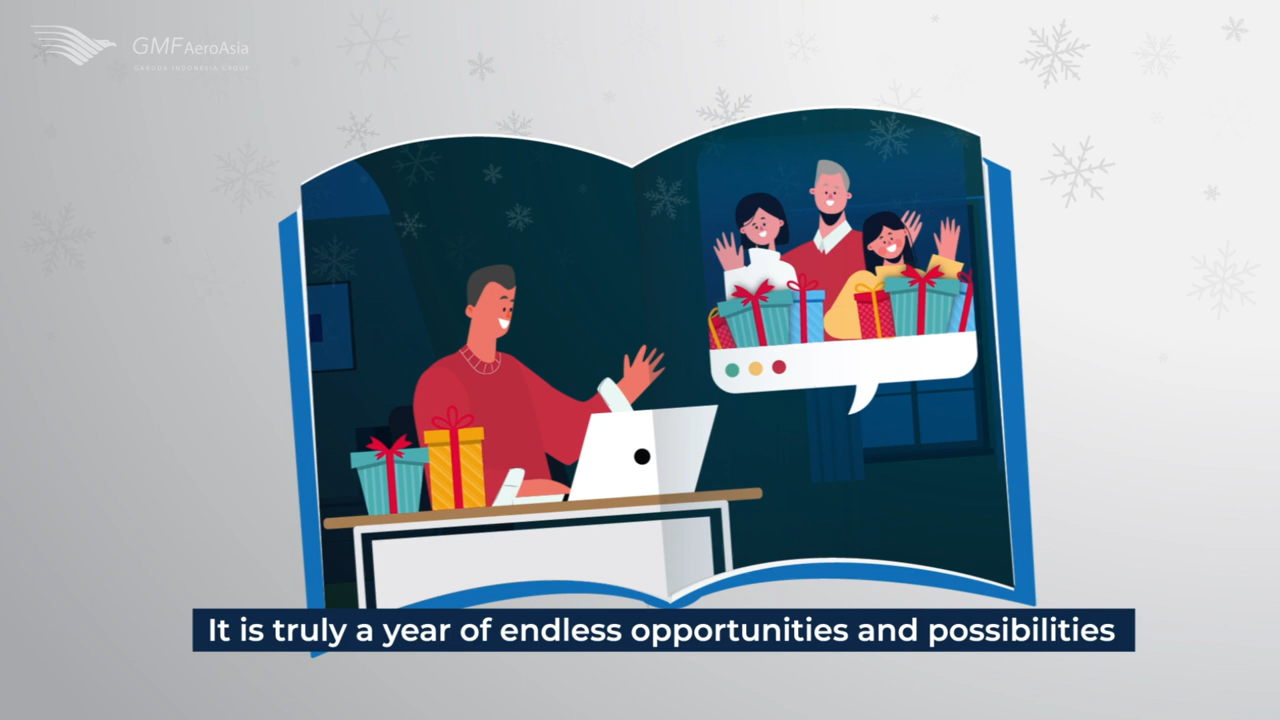 GMF AeroAsia
GARUDA INDONESIA GROUP
It is truly a year of endless opportunities and possibilities